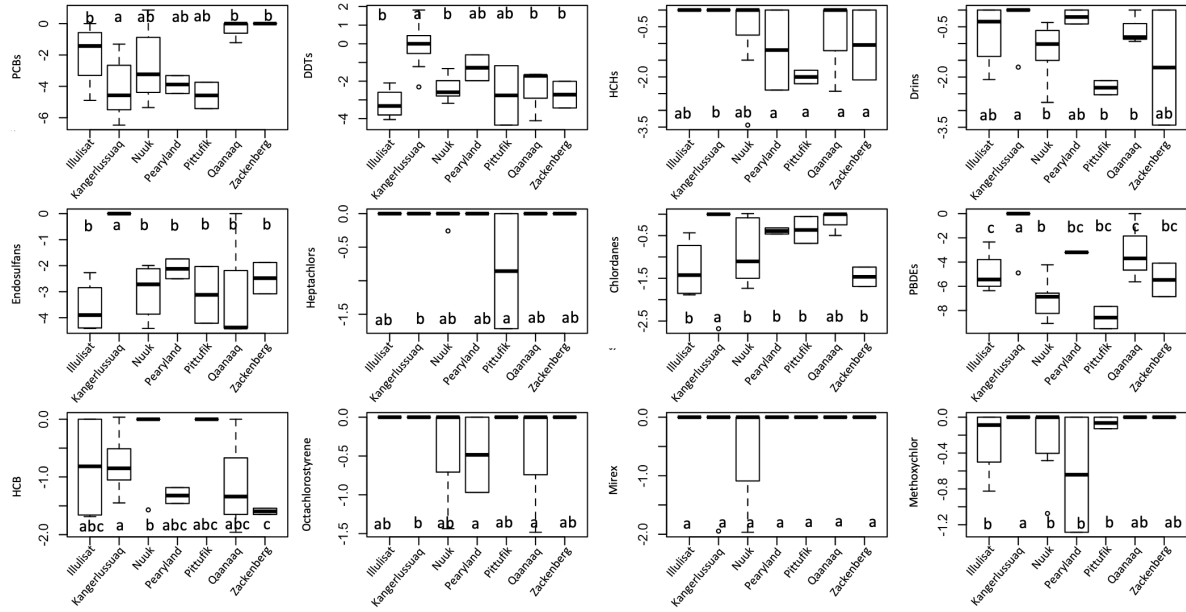 PCBs
0
-2
-4
-6
b a b ab ab ab b
Illulisat
Kangerlussuaq
Nuuk
Pearyland
Pittufik
Qaanaaq
Zackenberg
DDTs
2
0
-2
-4
b a b b b b b
Illulisat
Kangerlussuaq
Nuuk
Pearyland
Pittufik
Qaanaaq
Zackenberg
HCHs
-0.5
-2.0
-3.5
ab b ab a a a a
Illulisat
Kangerlussuaq
Nuuk
Pearyland
Pittufik
Qaanaaq
Zackenberg
Drins
-0.5
-2.0
-3.5
ab a b ab b b ab
Illulisat
Kangerlussuaq
Nuuk
Pearyland
Pittufik
Qaanaaq
Zackenberg
Endosulfans
0
-1
-2
-3
-4
b a b b b b b
Illulisat
Kangerlussuaq
Nuuk
Pearyland
Pittufik
Qaanaaq
Zackenberg
Heptachlors
0.0
-0.5
-1.5
ab b ab ab a ab ab
Illulisat
Kangerlussuaq
Nuuk
Pearyland
Pittufik
Qaanaaq
Zackenberg
Chlordanes
-0.5
-1.5
-2.5
b a b b b ab b
Illulisat
Kangerlussuaq
Nuuk
Pearyland
Pittufik
Qaanaaq
Zackenberg
PBDEs
0
-2
-4
-6
-8
c a b bc bc c bc
Illulisat
Kangerlussuaq
Nuuk
Pearyland
Pittufik
Qaanaaq
Zackenberg
HCB
0.0
-1.0
-2.0
abc a b abc abc abc c
Illulisat
Kangerlussuaq
Nuuk
Pearyland
Pittufik
Qaanaaq
Zackenberg
Octachlorostyrene
0.0
-0.5
-1.0
-1.5
ab b ab a ab a ab
Illulisat
Kangerlussuaq
Nuuk
Pearyland
Pittufik
Qaanaaq
Zackenberg
Mirex
0.0
-1.0
-2.0
a a a a a a a
Illulisat
Kangerlussuaq
Nuuk
Pearyland
Pittufik
Qaanaaq
Zackenberg
Methoxychlor
0.0
-0.4
-0.8
-1.2
b a b b b ab ab
Illulisat
Kangerlussuaq
Nuuk
Pearyland
Pittufik
Qaanaaq
Zackenberg